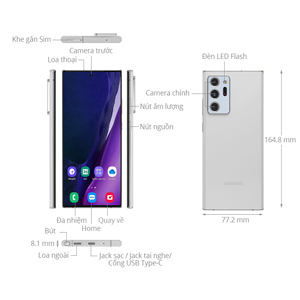 Khe gắn Sim
Camera trước
Loa thoại
Đèn LED Flash
Camera chính
Nút âm lượng
Nút nguồn
164.8 mm
Đa nhiệm
Quay về
Home
77.2 mm
Bút
8.1 mm
Loa ngoài
Jack sạc / Jack tai nghe/
Cổng USB Type-C